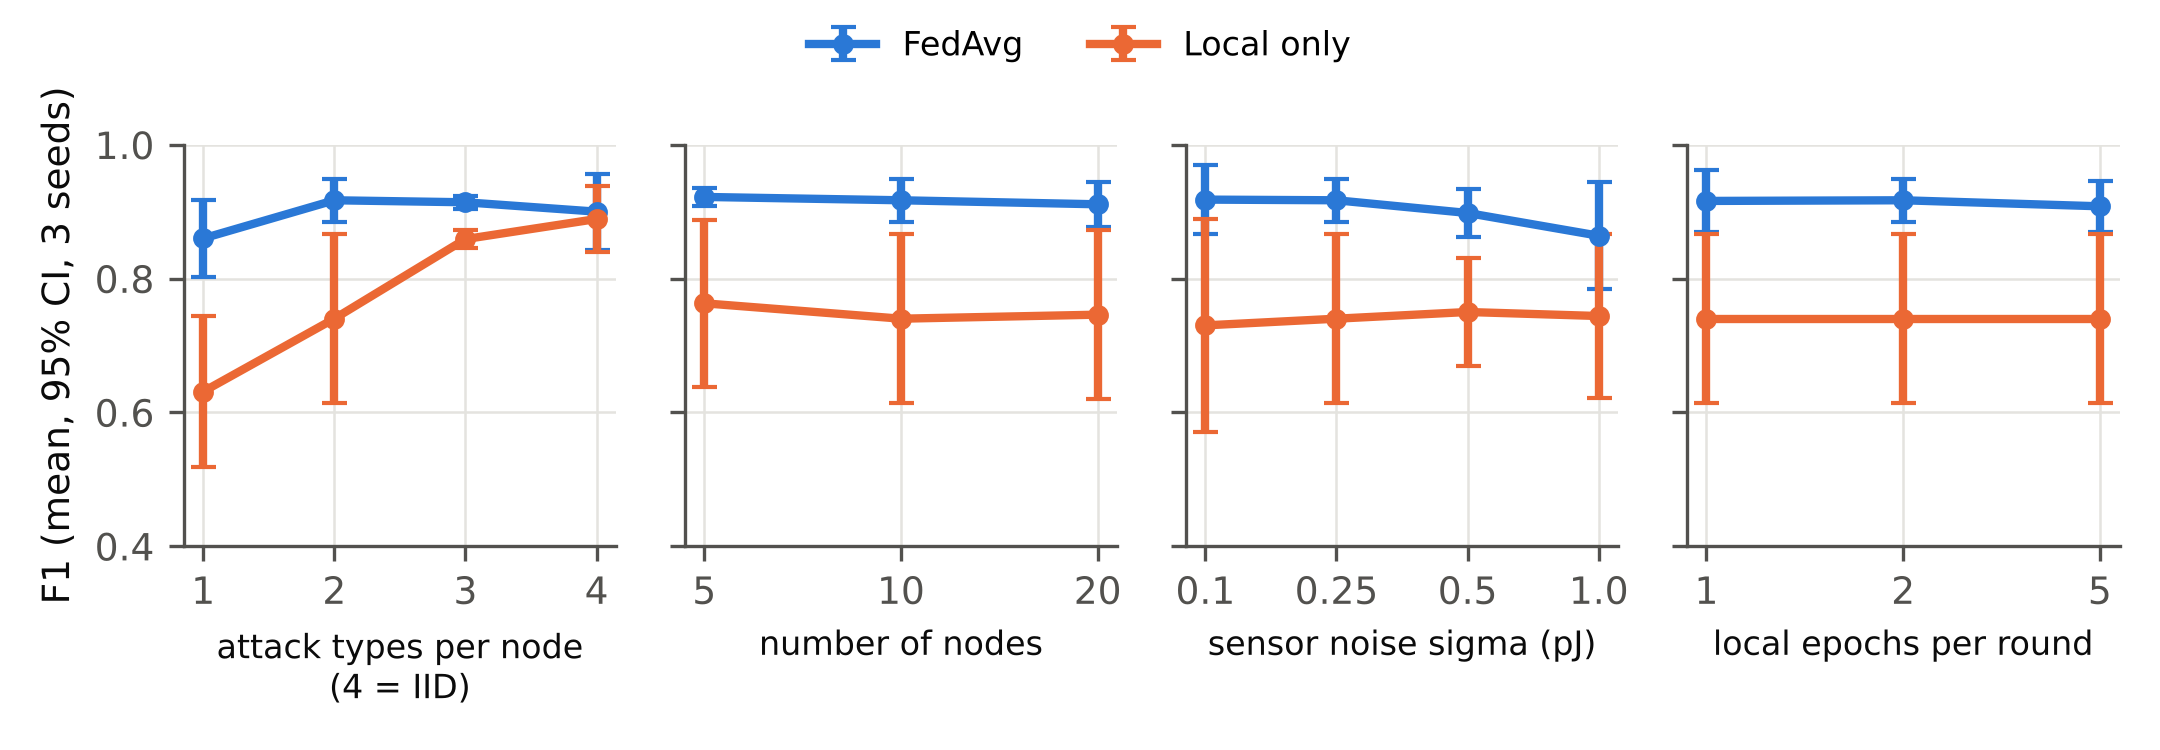 FedAvg
Local only
F1 (mean, 95% CI, 3 seeds)
1.0
0.8
0.6
0.4
1 2 3 4
attack types per node
(4 = IID)
5 10 20
number of nodes
0.1 0.25 0.5 1.0
sensor noise sigma (pJ)
1 2 5
local epochs per round